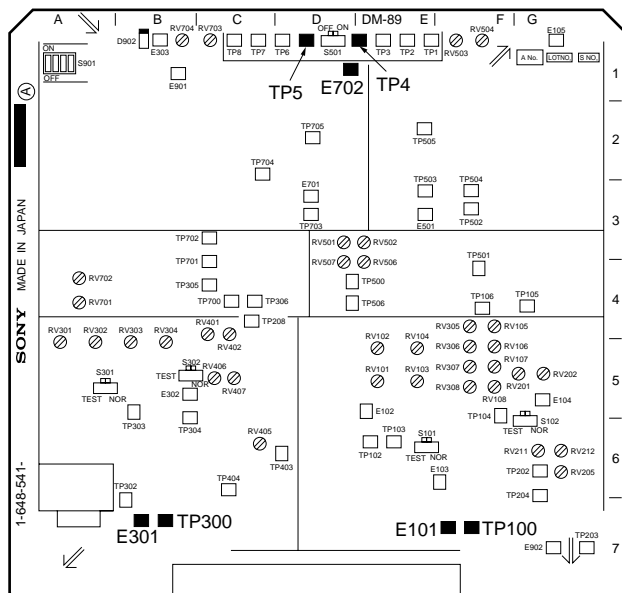 A B C D DM-89 E F G
D902 RV704 RV703 OFF ON RV504 E105
ON S901 E303 TP8 TP7 TP6 S501 TP3 TP2 TP1 RV503
OFF E901 TP5 E702 TP4 A No. LOTNO. S NO.
A 1
TP705 TP505 2
TP704
E701 TP503 TP504
TP703 E501 TP502 3
TP702 RV501 RV502
TP701 RV507 RV506 TP501
RV702 TP305 TP500
RV701 TP700 TP306 TP506 TP106 TP105 4
TP208
RV301 RV302 RV303 RV304 RV401 RV402 RV102 RV104 RV305 RV105
RV306 RV106
S301 S302 RV406 RV307 RV107 RV202
TEST NOR TEST NOR RV407 RV101 RV103 RV308 RV201 5
E302 E104
TP303 TP304 E102 RV108 TP104 S102
TEST NOR
RV405 TP103 S101
TP403 TP102 TEST NOR RV211 RV212 6
TP404 E103 TP202 RV205
TP302 TP204
E301 TP300 E101 TP100
E902 TP203 7
SONY MADE IN JAPAN
1-648-541-